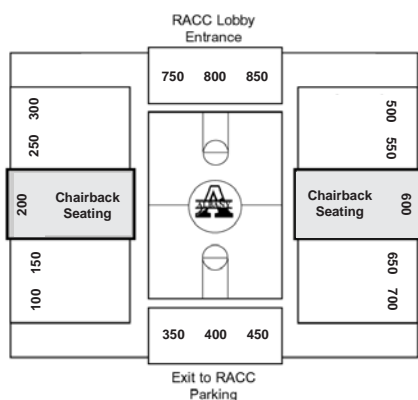 RACC Lobby
Entrance
750 800 850
300
250
200
150
100
Chairback
Seating
A
500
550
600
650
700
Chairback
Seating
350 400 450
Exit to RACC
Parking